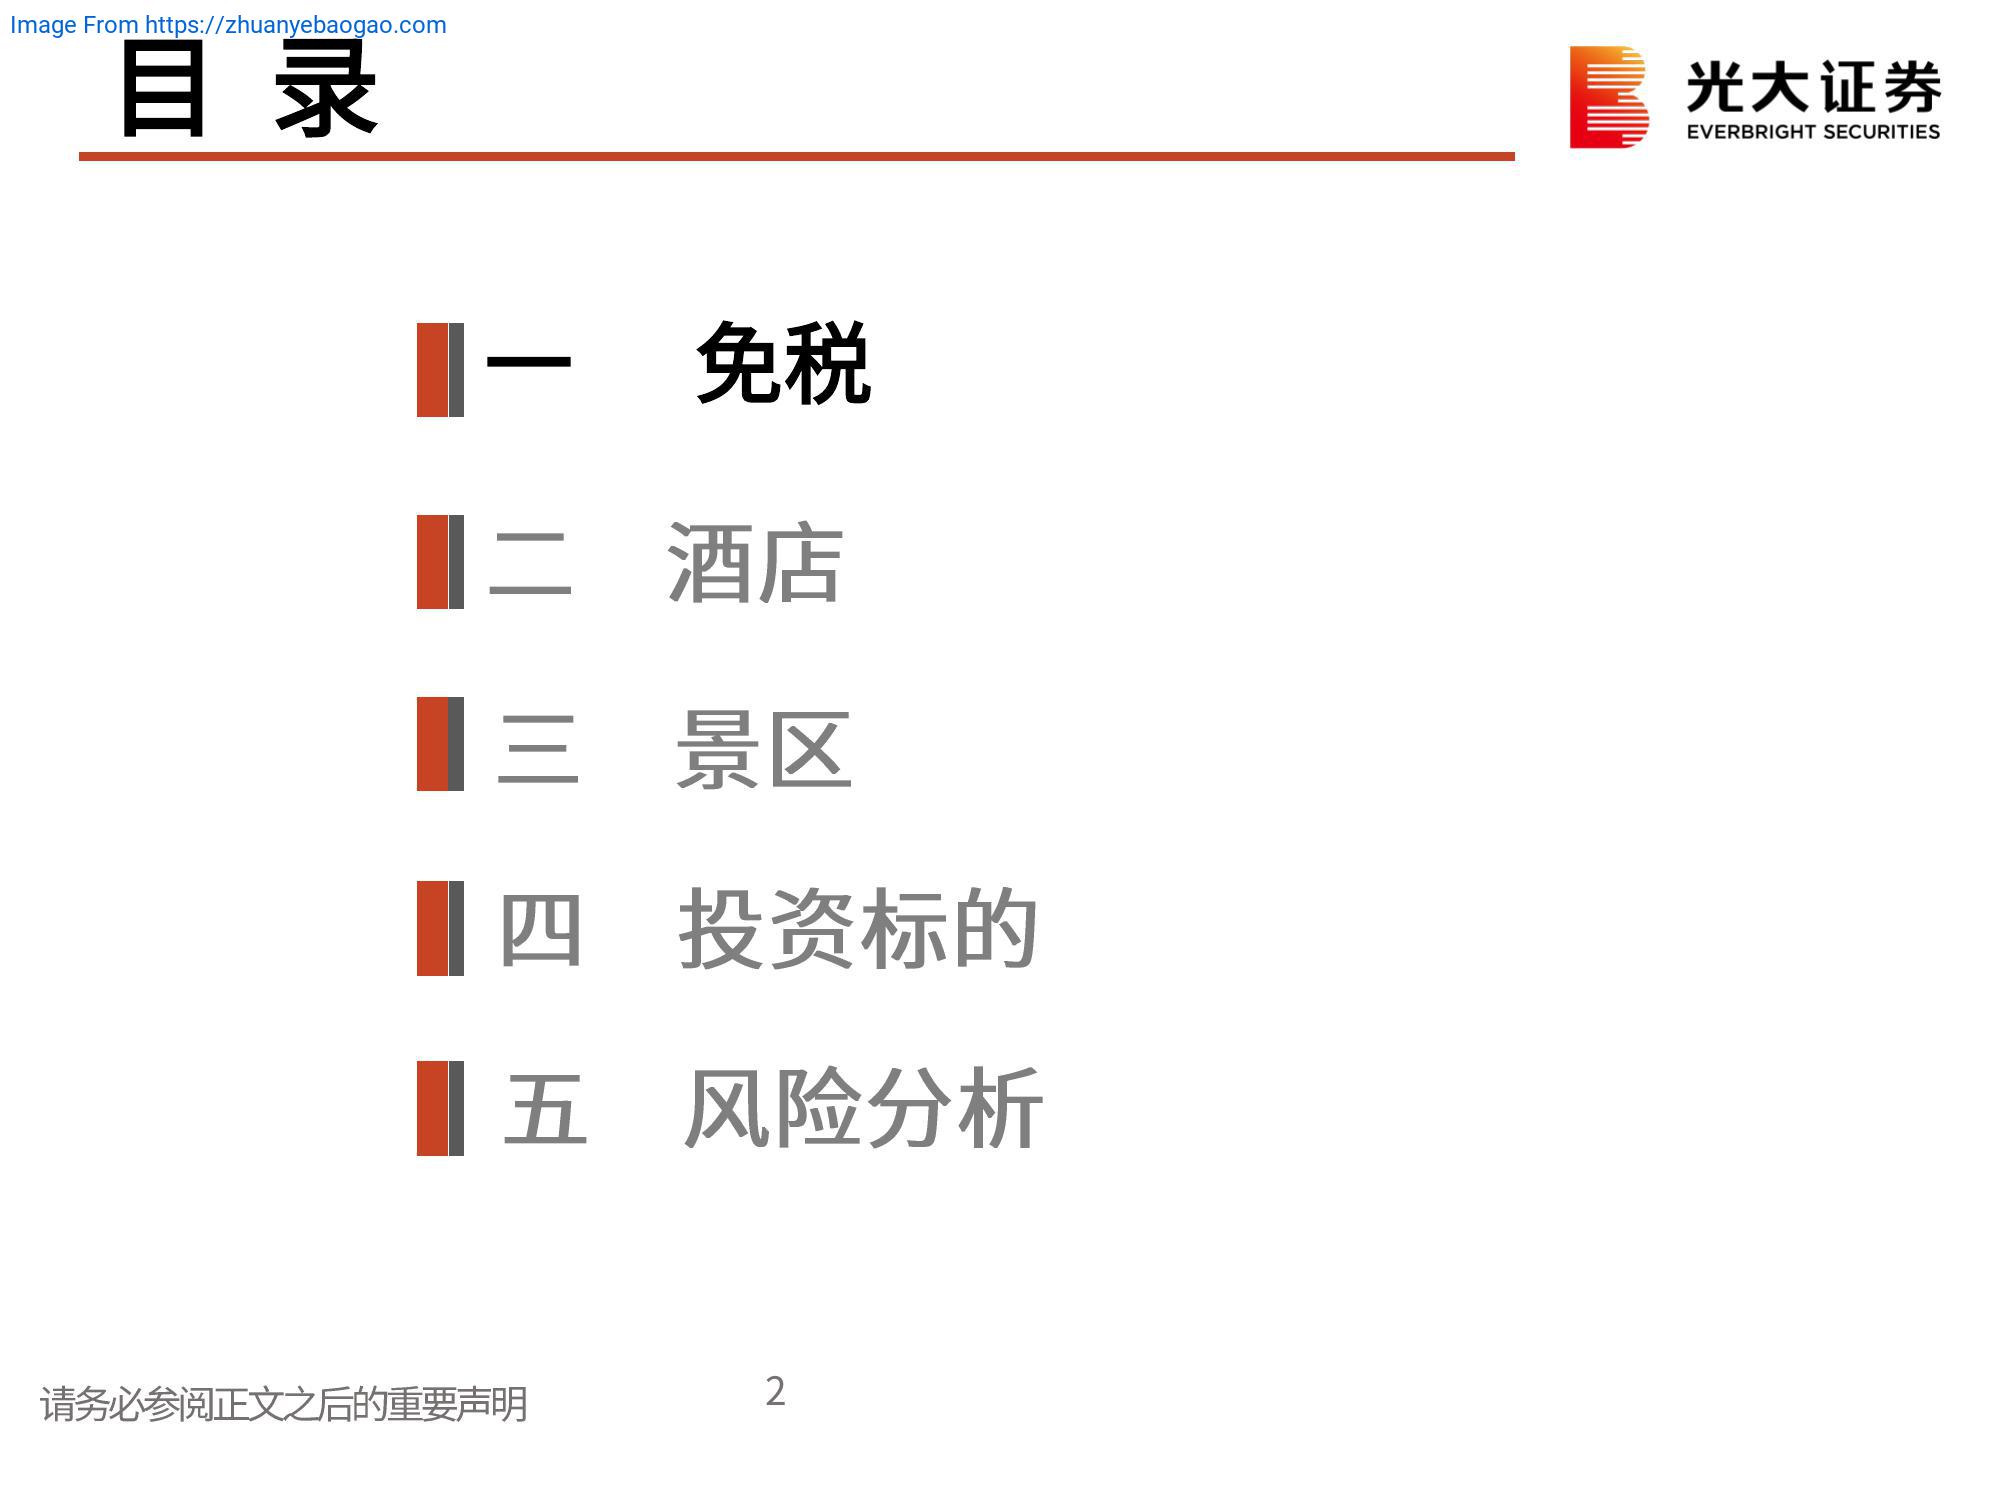 Image From https://zhuanyebaogao.com
目 录
光大证券
EVERBRIGHT SECURITIES
一 免税
二 酒店
三 景区
四 投资标的
五 风险分析
请务必参阅正文之后的重要声明
2